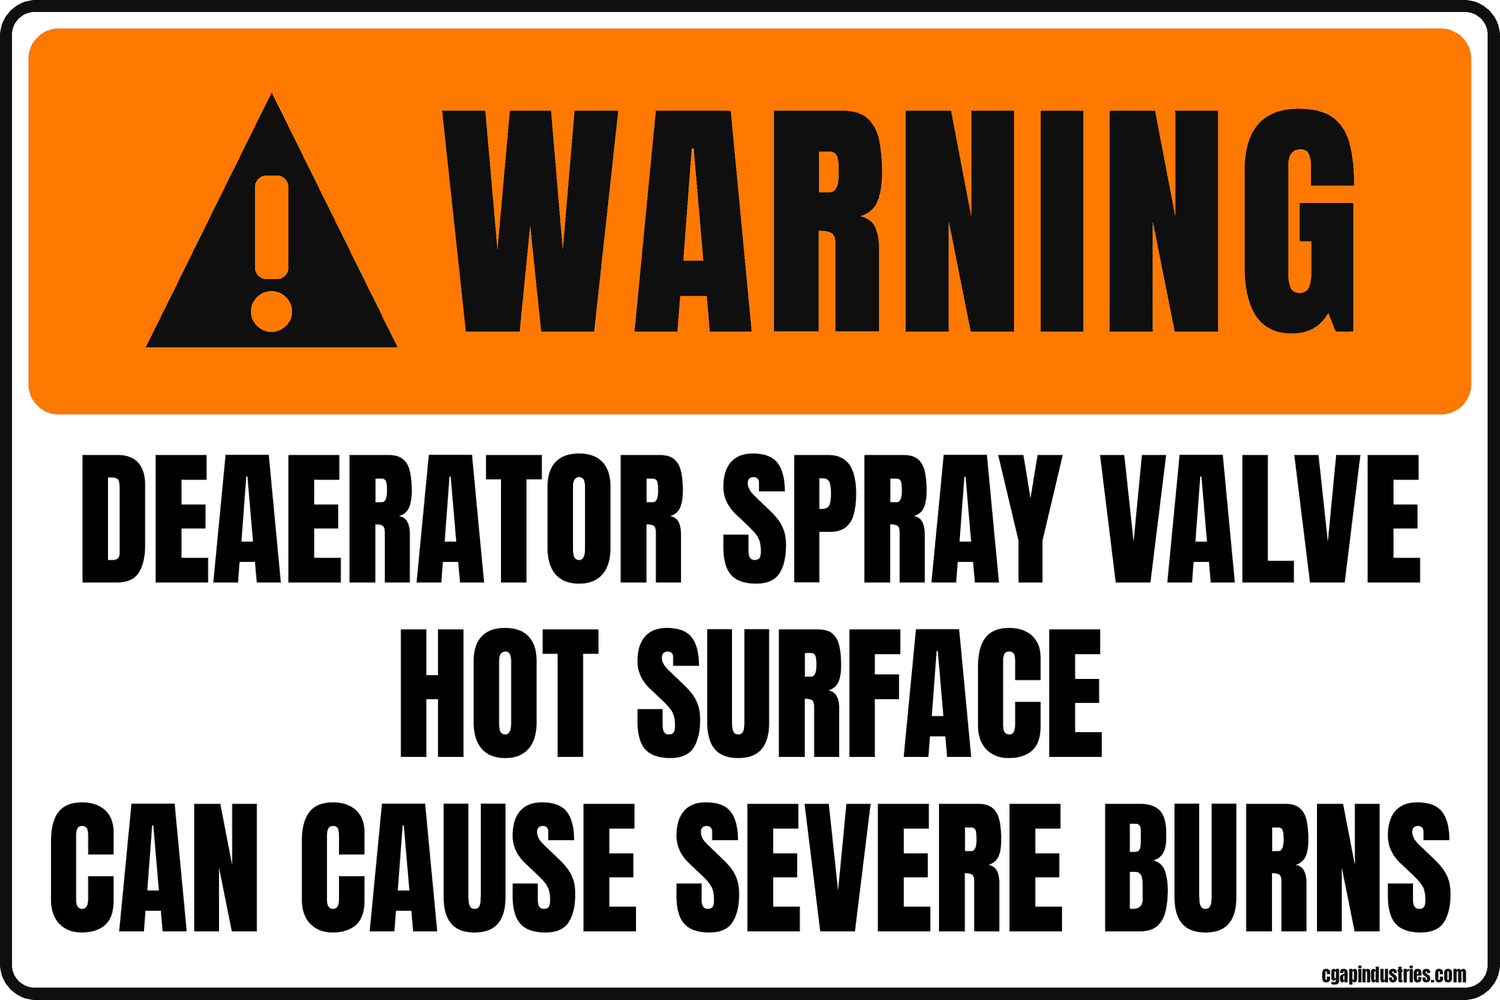 WARNING
DEAERATOR SPRAY VALVE
HOT SURFACE
CAN CAUSE SEVERE BURNS
cgapindustries.com